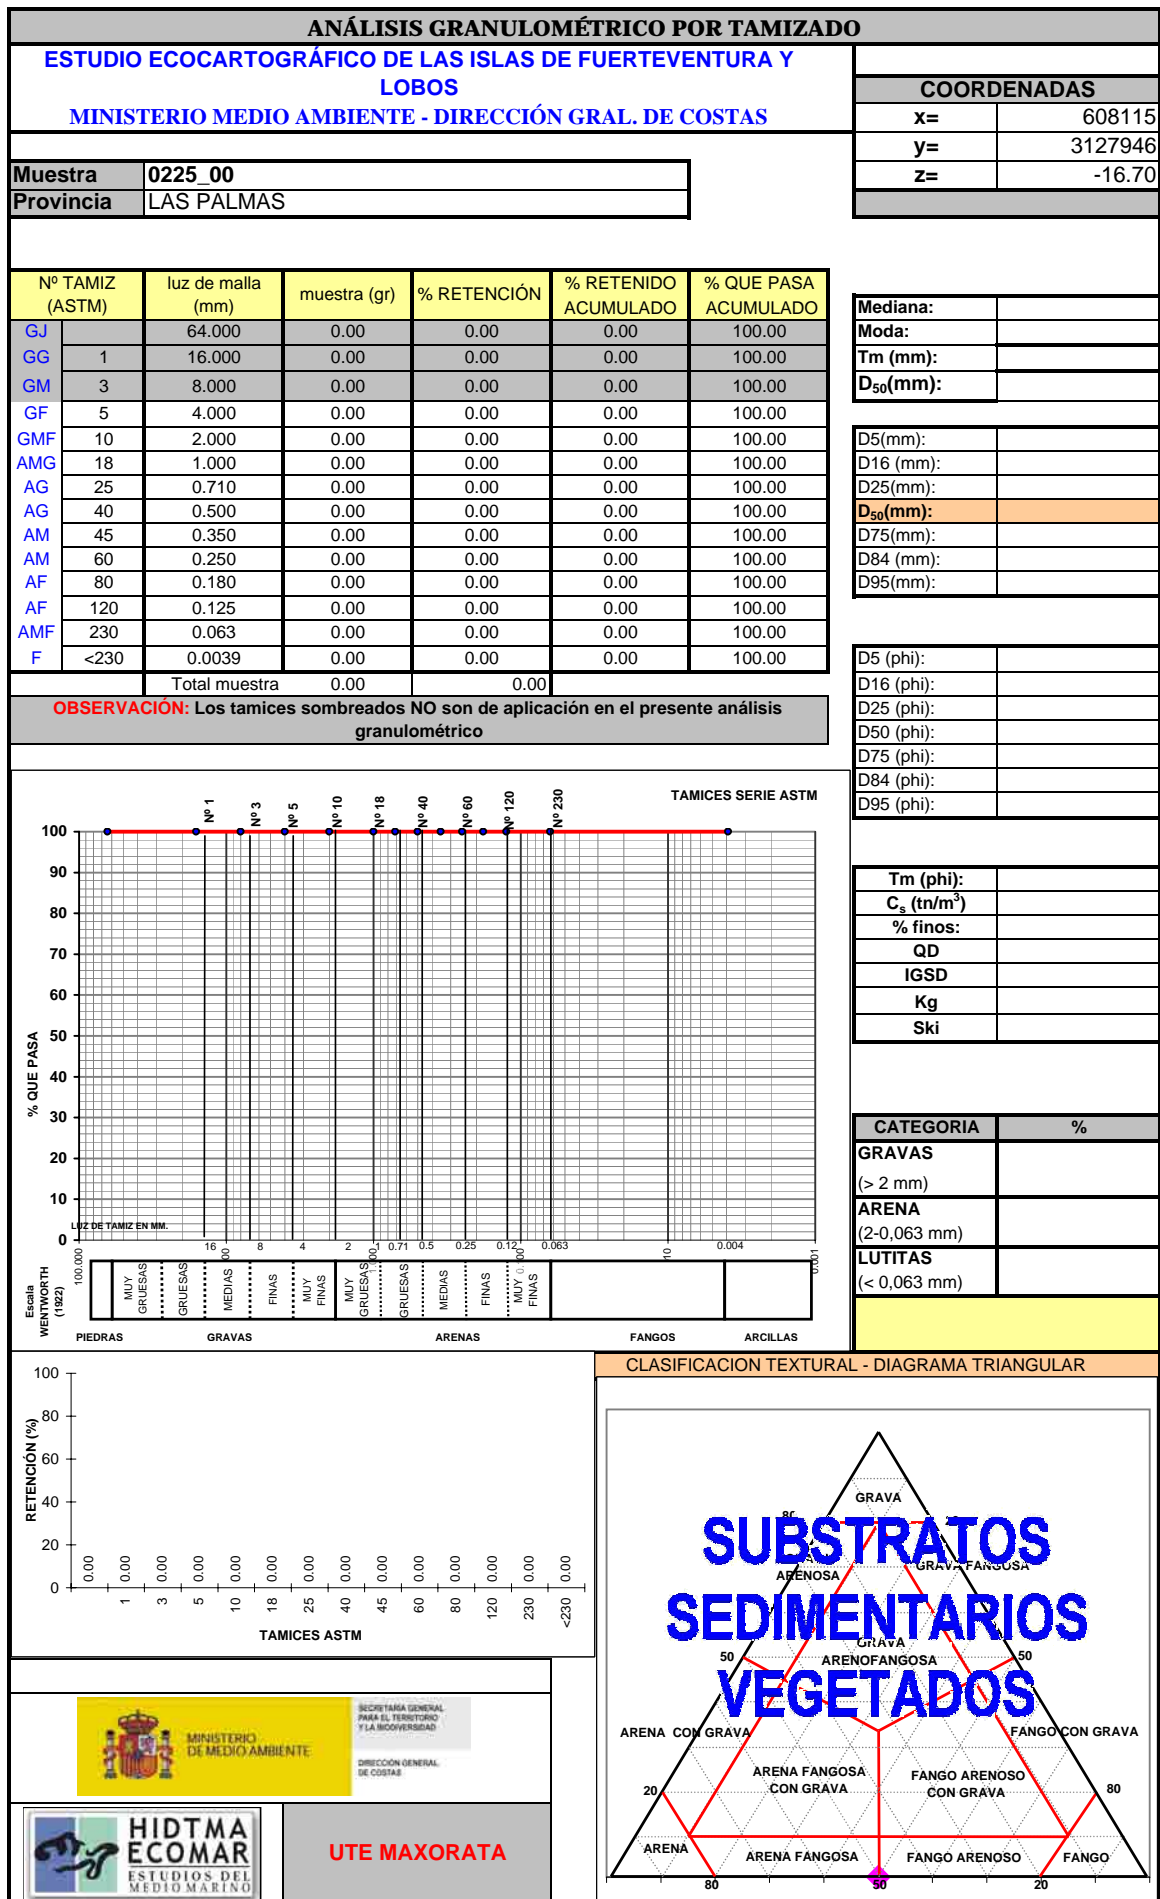 ANÁLISIS GRANULOMÉTRICO POR TAMIZADO
ESTUDIO ECOCARTOGRÁFICO DE LAS ISLAS DE FUERTEVENTURA Y
LOBOS
MINISTERIO MEDIO AMBIENTE - DIRECCIÓN GRAL. DE COSTAS
COORDENADAS
x= 608115
y= 3127946
z= -16.70
Muestra 0225_00
Provincia LAS PALMAS
Nº TAMIZ (ASTM) luz de malla (mm) muestra (gr) % RETENCIÓN % RETENIDO ACUMULADO % QUE PASA ACUMULADO
GJ 64.000 0.00 0.00 0.00 100.00
GG 1 16.000 0.00 0.00 0.00 100.00
GM 3 8.000 0.00 0.00 0.00 100.00
GF 5 4.000 0.00 0.00 0.00 100.00
GMF 10 2.000 0.00 0.00 0.00 100.00
AMG 18 1.000 0.00 0.00 0.00 100.00
AG 25 0.710 0.00 0.00 0.00 100.00
AG 40 0.500 0.00 0.00 0.00 100.00
AM 45 0.350 0.00 0.00 0.00 100.00
AM 60 0.250 0.00 0.00 0.00 100.00
AF 80 0.180 0.00 0.00 0.00 100.00
AF 120 0.125 0.00 0.00 0.00 100.00
AMF 230 0.063 0.00 0.00 0.00 100.00
F <230 0.0039 0.00 0.00 0.00 100.00
Total muestra 0.00 0.00
OBSERVACIÓN: Los tamices sombreados NO son de aplicación en el presente análisis
granulométrico
Mediana:
Moda:
Tm (mm):
D50(mm):
D5(mm):
D16 (mm):
D25(mm):
D50(mm):
D75(mm):
D84 (mm):
D95(mm):
D5 (phi):
D16 (phi):
D25 (phi):
D50 (phi):
D75 (phi):
D84 (phi):
D95 (phi):
Tm (phi):
Cs (tn/m3)
% finos:
QD
IGSD
Kg
Ski
CATEGORIA %
GRAVAS
(> 2 mm)
ARENA
(2-0,063 mm)
LUTITAS
(< 0,063 mm)
TAMICES SERIE ASTM
Nº 1 Nº 3 Nº 5 Nº 10 Nº 18 Nº 40 Nº 60 Nº 120 Nº 230
% QUE PASA
100
90
80
70
60
50
40
30
20
10
0
LUZ DE TAMIZ EN MM.
16 8 4 2 1 0.71 0.5 0.25 0.12 0.063 0.004
100.000
Escala WENTWORTH (1922)
MUY GRUESAS GRUESAS MEDIAS FINAS MUY FINAS MUY GRUESAS GRUESAS MEDIAS FINAS MUY FINAS
PIEDRAS GRAVAS ARENAS FANGOS ARCILLAS
RETENCIÓN (%)
100
80
60
40
20
0
0.00 0.00 0.00 0.00 0.00 0.00 0.00 0.00 0.00 0.00 0.00 0.00 0.00 0.00
1 3 5 10 18 25 40 45 60 80 120 230 <230
TAMICES ASTM
CLASIFICACION TEXTURAL - DIAGRAMA TRIANGULAR
GRAVA
SUBSTRATOS
ARENOSA
GRAVA FANGOSA
SEDIMENTARIOS
GRAVA
ARENOFANGOSA
50 50
VEGETADOS
ARENA CON GRAVA
FANGO CON GRAVA
ARENA FANGOSA
CON GRAVA
FANGO ARENOSO
CON GRAVA
20 80
ARENA
ARENA FANGOSA
FANGO ARENOSO
FANGO
80 50 20
MINISTERIO
DE MEDIO AMBIENTE
SECRETARÍA GENERAL
PARA EL TERRITORIO
Y LA BIODIVERSIDAD
DIRECCIÓN GENERAL
DE COSTAS
HIDTMA
ECOMAR
ESTUDIOS DEL
MEDIO MARINO
UTE MAXORATA